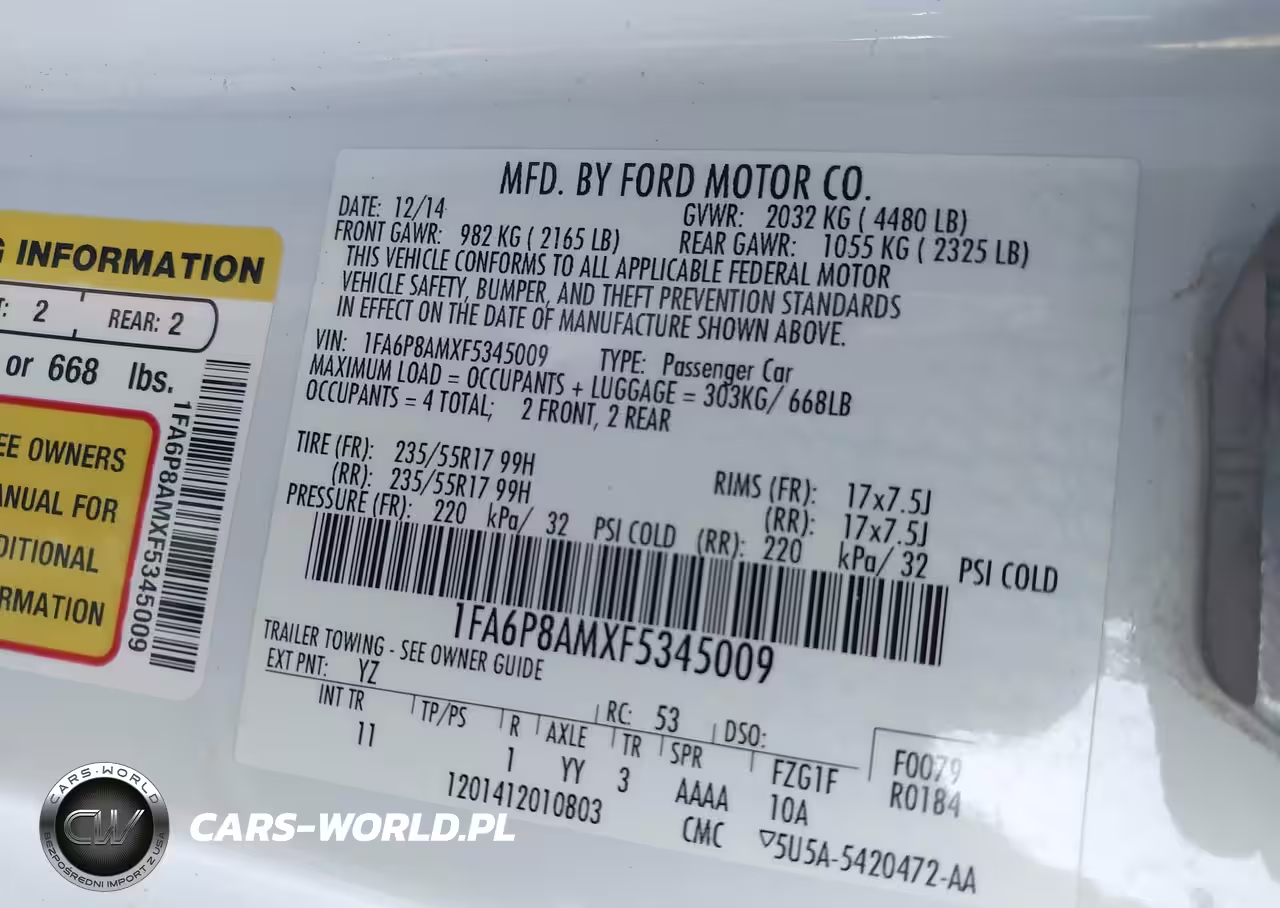 G INFORMATION
T: 2 REAR: 2
or 668 lbs.
EE OWNERS
ANUAL FOR
DITIONAL
RMATION
1FA6P8AMXF5345009
MFD. BY FORD MOTOR CO.
DATE: 12/14 GVWR: 2032 KG ( 4480 LB)
FRONT GAWR: 982 KG ( 2165 LB) REAR GAWR: 1055 KG ( 2325 LB)
THIS VEHICLE CONFORMS TO ALL APPLICABLE FEDERAL MOTOR
VEHICLE SAFETY, BUMPER, AND THEFT PREVENTION STANDARDS
IN EFFECT ON THE DATE OF MANUFACTURE SHOWN ABOVE.
VIN: 1FA6P8AMXF5345009 TYPE: Passenger Car
MAXIMUM LOAD = OCCUPANTS + LUGGAGE = 303KG/ 668LB
OCCUPANTS = 4 TOTAL; 2 FRONT, 2 REAR
TIRE (FR): 235/55R17 99H RIMS (FR): 17x7.5J
(RR): 235/55R17 99H (RR): 17x7.5J
PRESSURE (FR): 220 kPa/ 32 PSI COLD (RR): 220 kPa/ 32 PSI COLD
1FA6P8AMXF5345009
TRAILER TOWING - SEE OWNER GUIDE
EXT PNT: YZ RC: 53 DSO:
INT TR TP/PS R AXLE TR SPR FZG1F F0079
11 1 YY 3 AAAA 10A R0184
1201412010803 CMC 5U5A-5420472-AA
CARS-WORLD
CW
BEZPOŚREDNI IMPORT Z USA
CARS-WORLD.PL